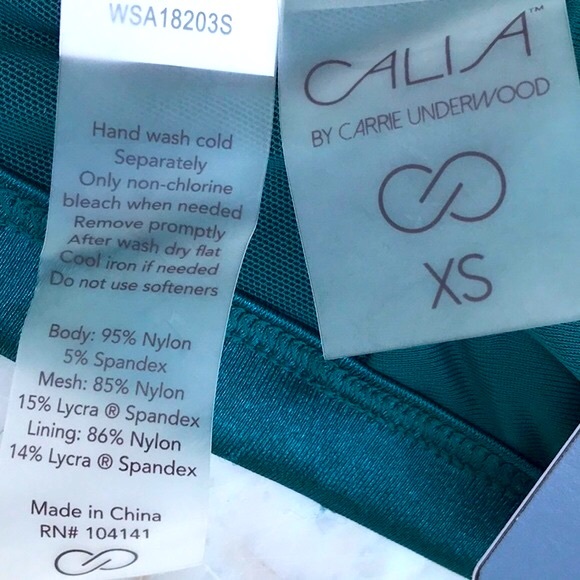 WSA18203S
Hand wash cold
Separately
Only non-chlorine
bleach when needed
Remove promptly
After wash dry flat
Cool iron if needed
Do not use softeners
Body: 95% Nylon
5% Spandex
Mesh: 85% Nylon
15% Lycra ® Spandex
Lining: 86% Nylon
14% Lycra ® Spandex
Made in China
RN# 104141
CALIA™
BY CARRIE UNDERWOOD
XS